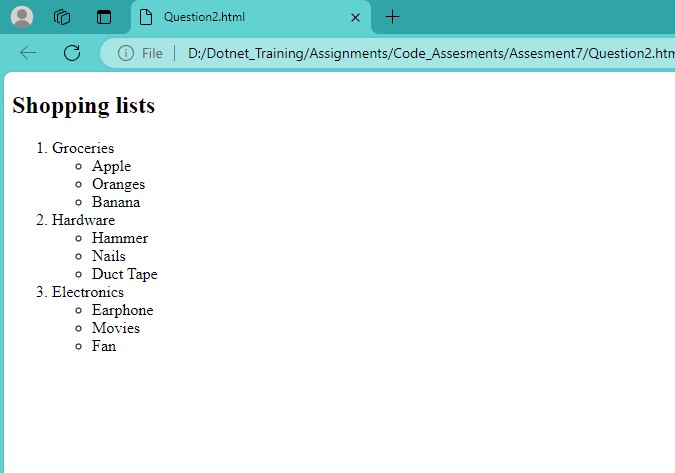 Question2.html
File
D:/Dotnet_Training/Assignments/Code_Assesments/Assesment7/Question2.htm
Shopping lists
1. Groceries
Apple
Oranges
Banana
2. Hardware
Hammer
Nails
Duct Tape
3. Electronics
Earphone
Movies
Fan